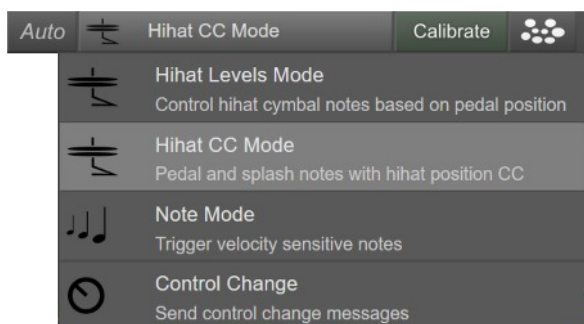 Auto Hihat CC Mode Calibrate
Hihat Levels Mode
Control hihat cymbal notes based on pedal position
Hihat CC Mode
Pedal and splash notes with hihat position CC
Note Mode
Trigger velocity sensitive notes
Control Change
Send control change messages